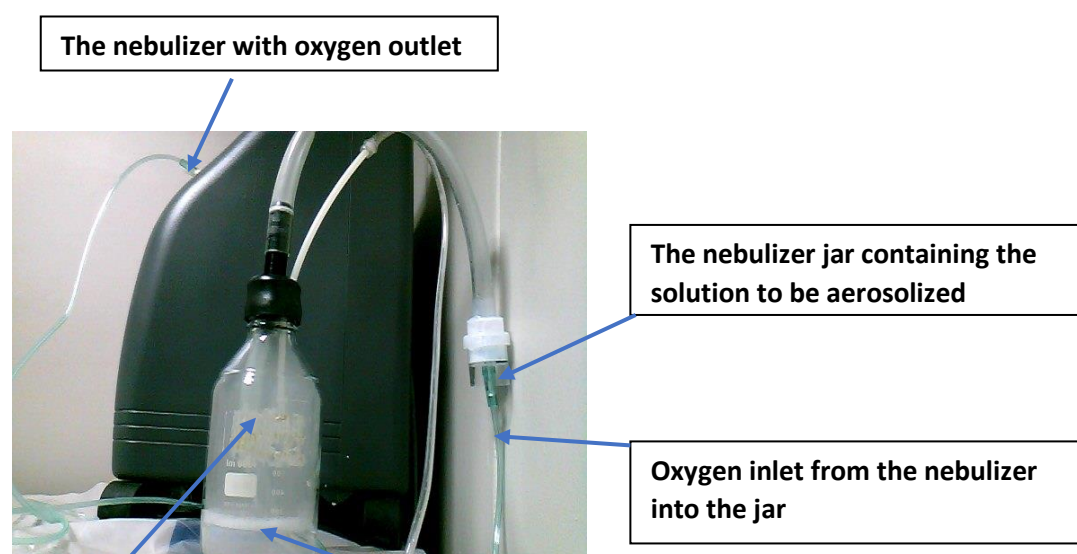 The nebulizer with oxygen outlet
The nebulizer jar containing the
solution to be aerosolized
Oxygen inlet from the nebulizer
into the jar